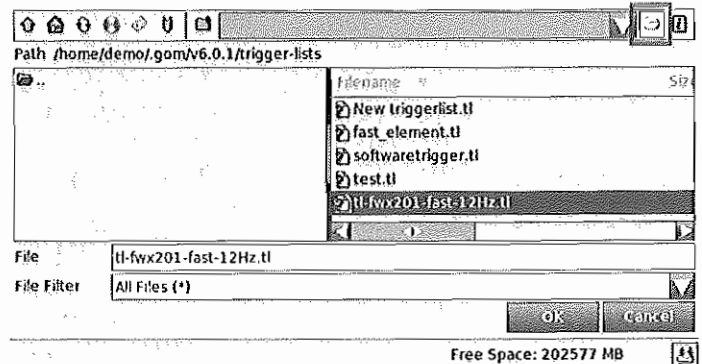 Path /home/demo/.gom/v6.0.1/trigger-lists
..
Filename Size
New triggerlist.tl
fast_element.tl
softwaretrigger.tl
test.tl
tl-fwx201-fast-12Hz.tl
File tl-fwx201-fast-12Hz.tl
File Filter All Files (*)
Ok Cancel
Free Space: 202577 MB